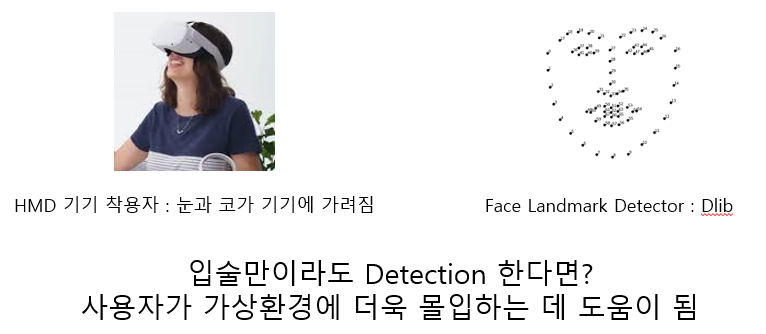 HMD 기기 착용자 : 눈과 코가 기기에 가려짐
Face Landmark Detector : Dlib
입술만이라도 Detection 한다면?
사용자가 가상환경에 더욱 몰입하는 데 도움이 됨